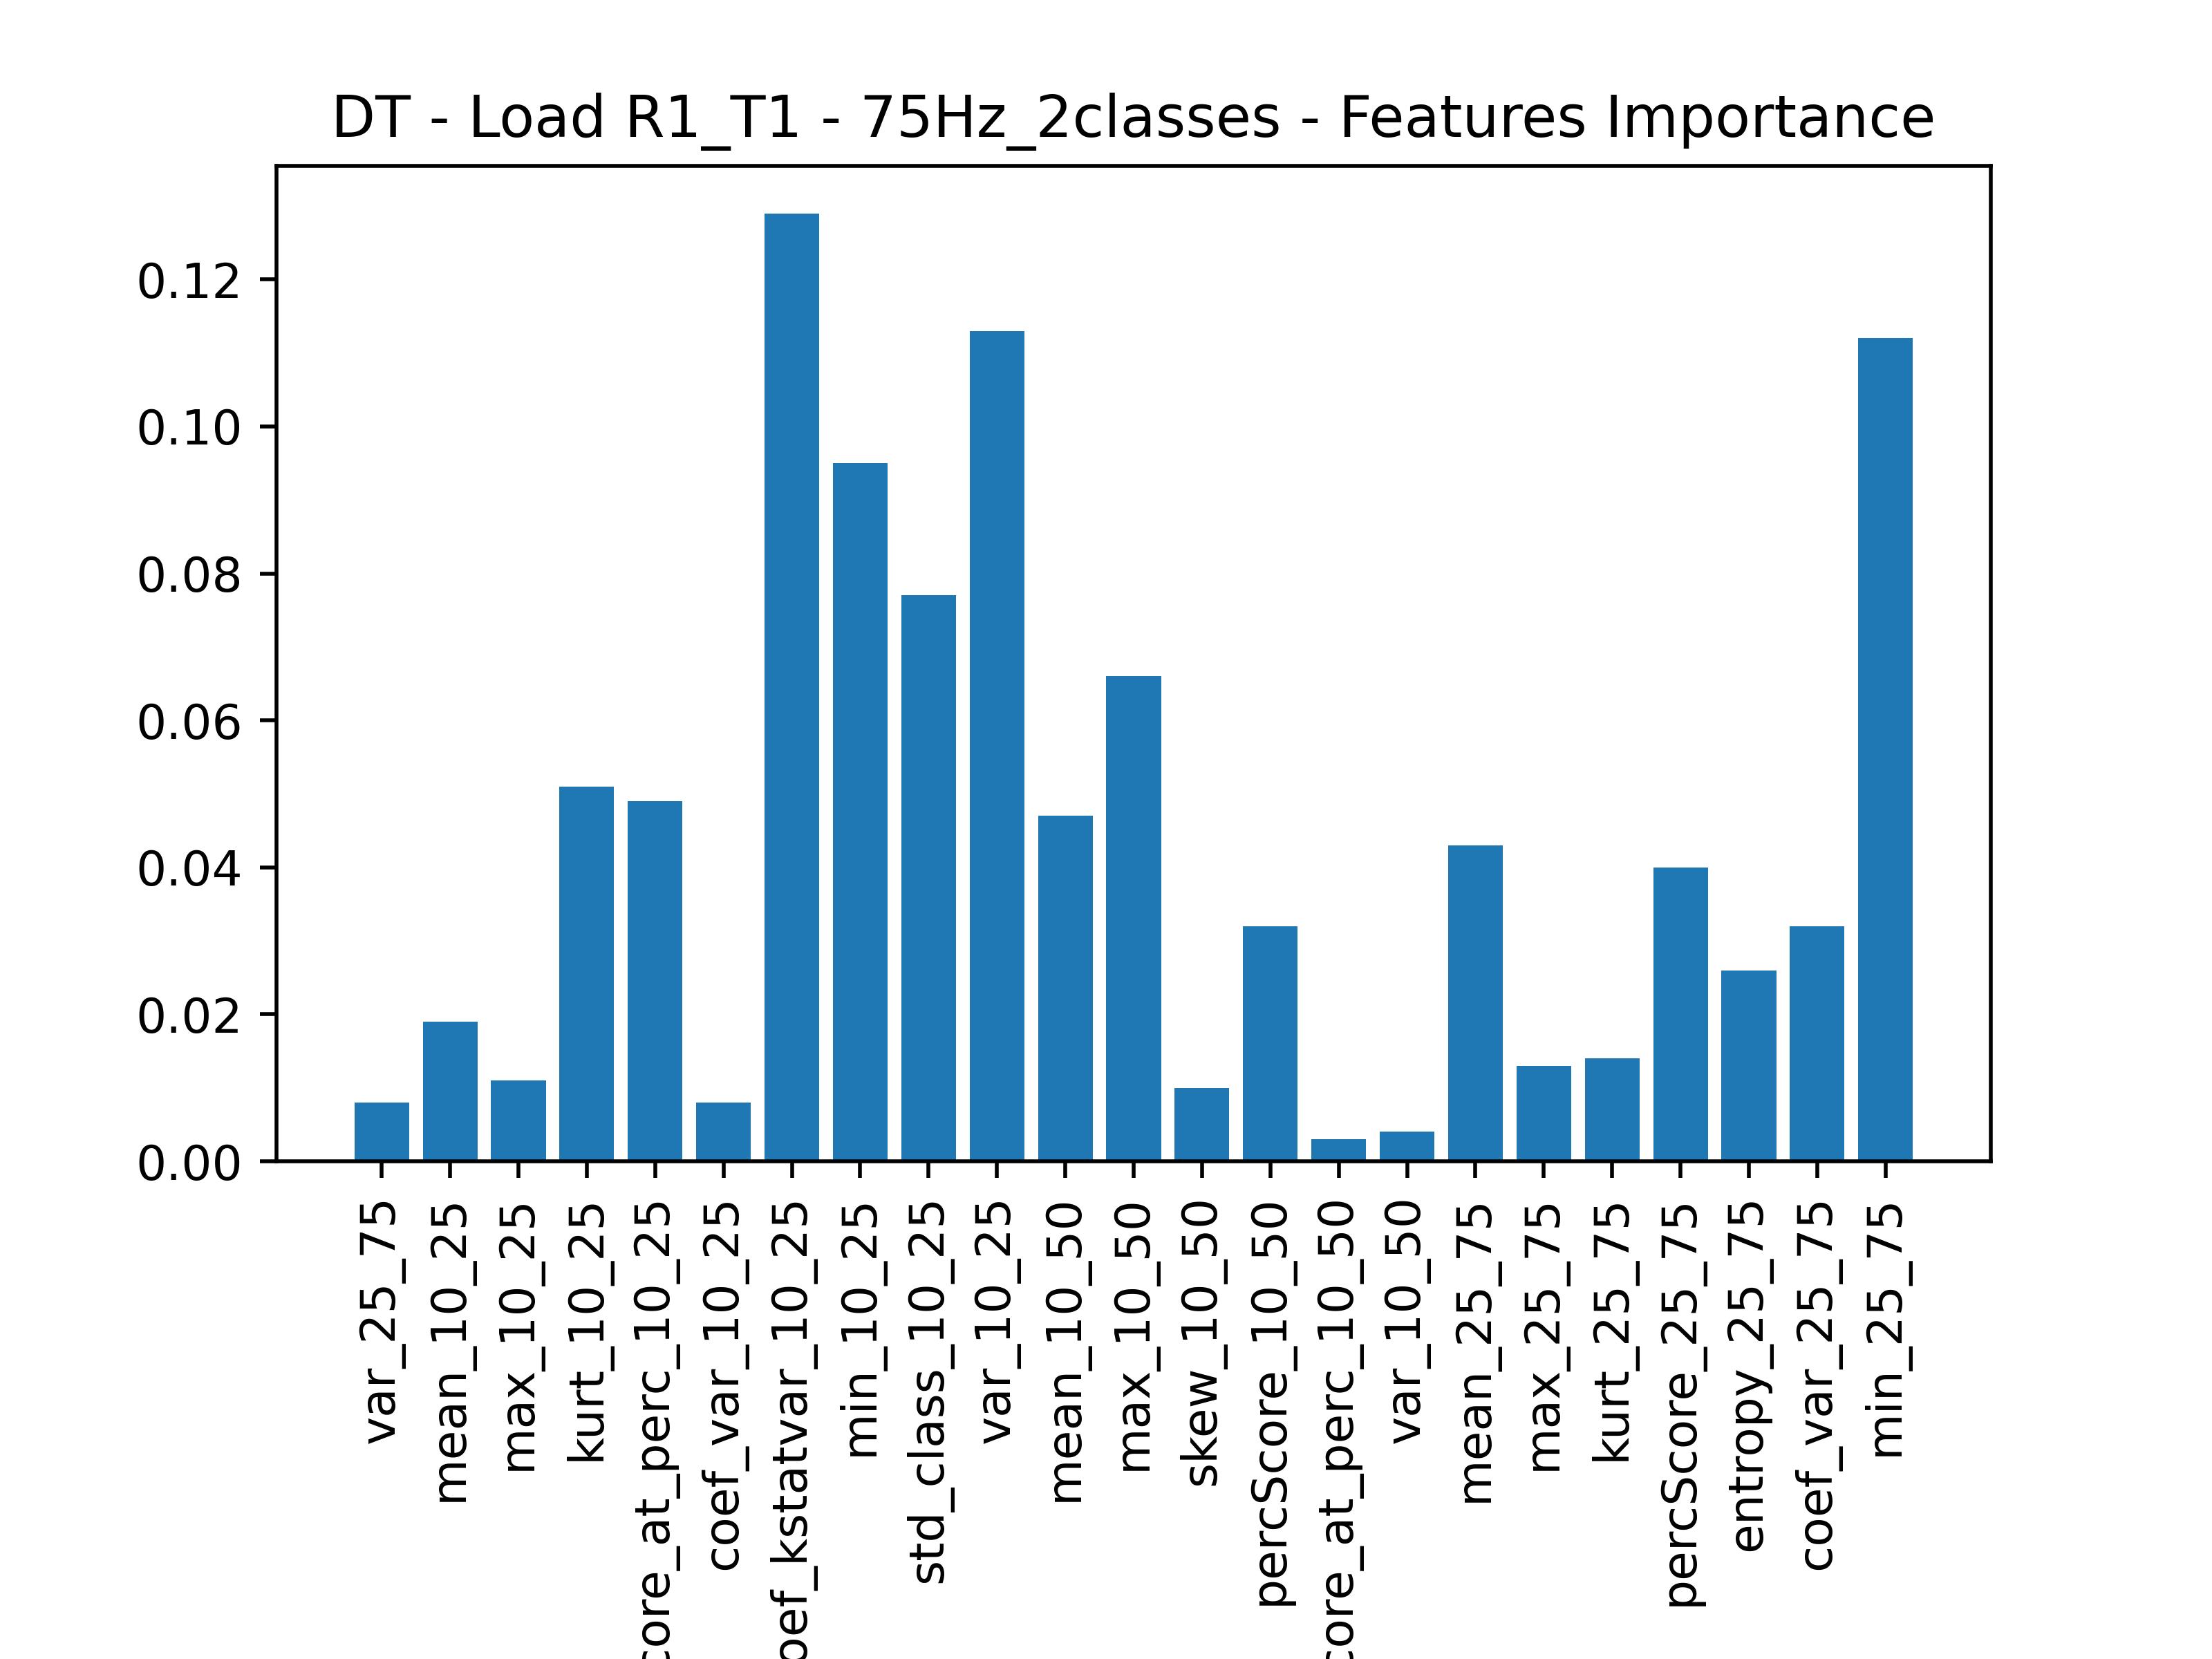 DT - Load R1_T1 - 75Hz_2classes - Features Importance
0.12
0.10
0.08
0.06
0.04
0.02
0.00
var_25_75
mean_10_25
max_10_25
kurt_10_25
core_at_perc_10_25
coef_var_10_25
oef_kstatvar_10_25
min_10_25
std_class_10_25
var_10_25
mean_10_50
max_10_50
skew_10_50
percScore_10_50
core_at_perc_10_50
var_10_50
mean_25_75
max_25_75
kurt_25_75
percScore_25_75
entropy_25_75
coef_var_25_75
min_25_75